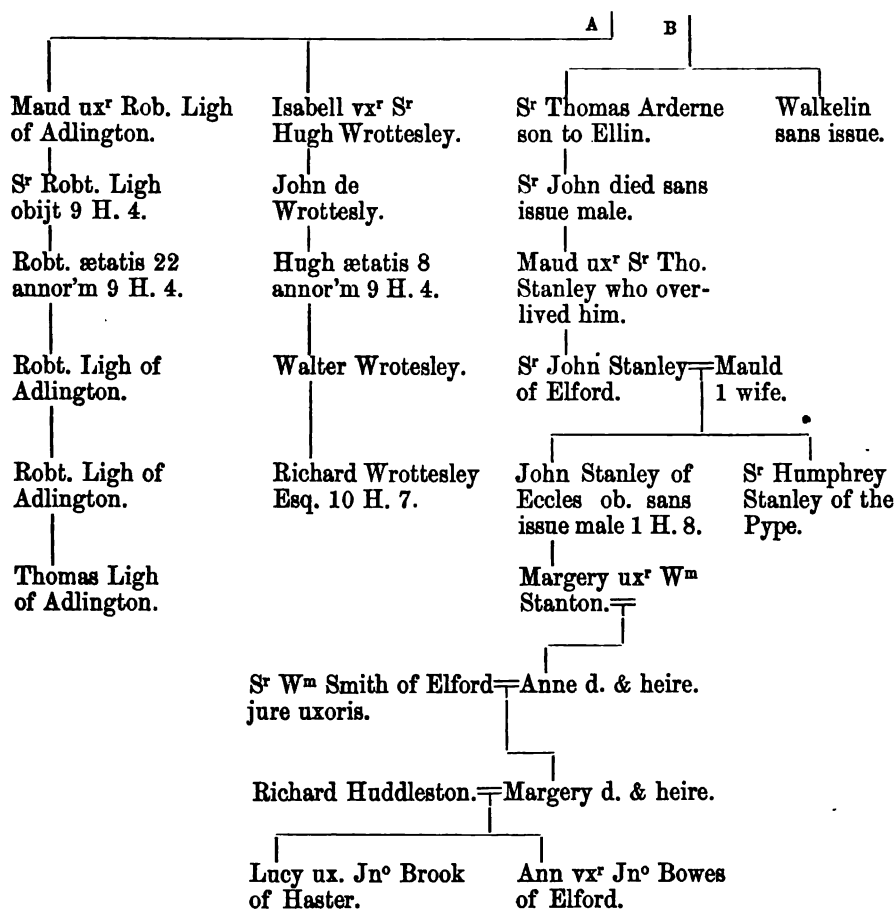 A B
Maud uxʳ Rob. Ligh
of Adlington.
Isabell vxʳ Sʳ
Hugh Wrottesley.
Sʳ Thomas Arderne
son to Ellin.
Walkelin
sans issue.
Sʳ Robt. Ligh
obijt 9 H. 4.
John de
Wrottesly.
Sʳ John died sans
issue male.
Robt. ætatis 22
annor'm 9 H. 4.
Hugh ætatis 8
annor'm 9 H. 4.
Maud uxʳ Sʳ Tho.
Stanley who over-
lived him.
Robt. Ligh of
Adlington.
Walter Wrotesley.
Sʳ John Stanley
of Elford.
Mauld
1 wife.
Robt. Ligh of
Adlington.
Richard Wrottesley
Esq. 10 H. 7.
John Stanley of
Eccles ob. sans
issue male 1 H. 8.
Sʳ Humphrey
Stanley of the
Pype.
Thomas Ligh
of Adlington.
Margery uxʳ Wᵐ
Stanton.
Sʳ Wᵐ Smith of Elford
jure uxoris.
Anne d. & heire.
Richard Huddleston.
Margery d. & heire.
Lucy ux. Jnᵒ Brook
of Haster.
Ann vxʳ Jnᵒ Bowes
of Elford.